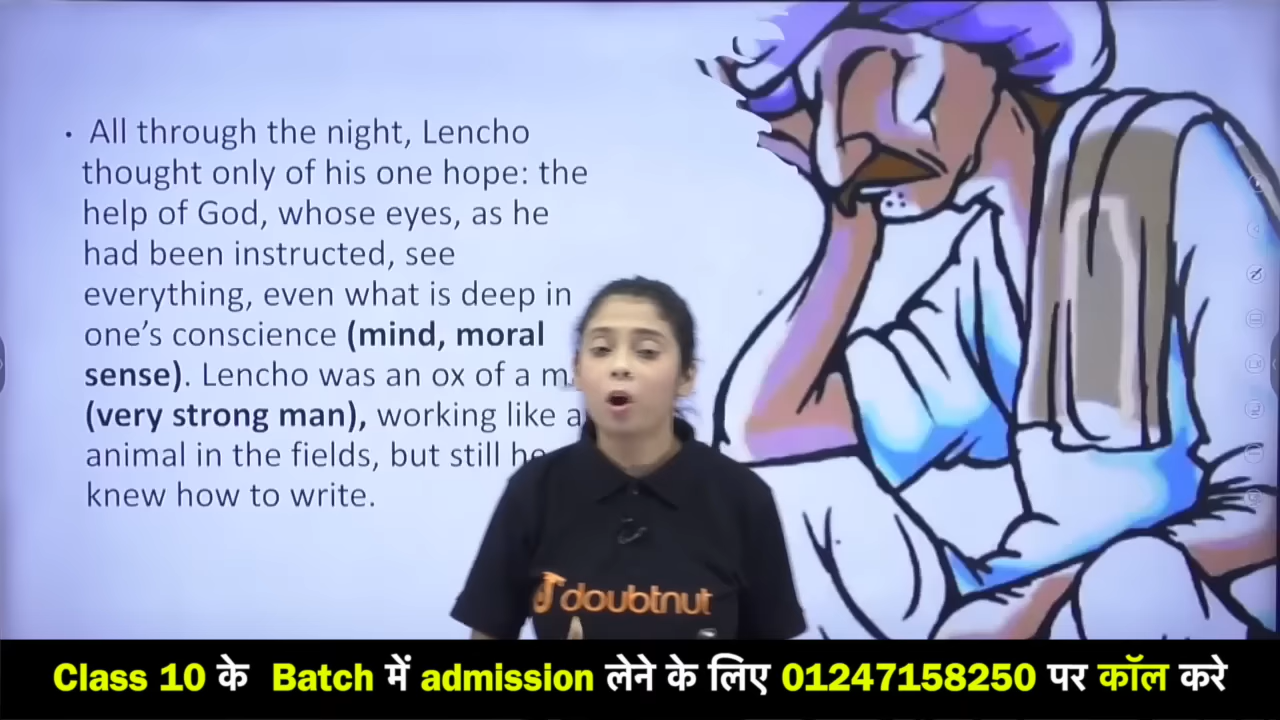 · All through the night, Lencho
thought only of his one hope: the
help of God, whose eyes, as he
had been instructed, see
everything, even what is deep in
one’s conscience (mind, moral
sense). Lencho was an ox of a
(very strong man), working like
animal in the fields, but still he
knew how to write.
doubtnut
Class 10 के Batch में admission लेने के लिए 01247158250 पर कॉल करे